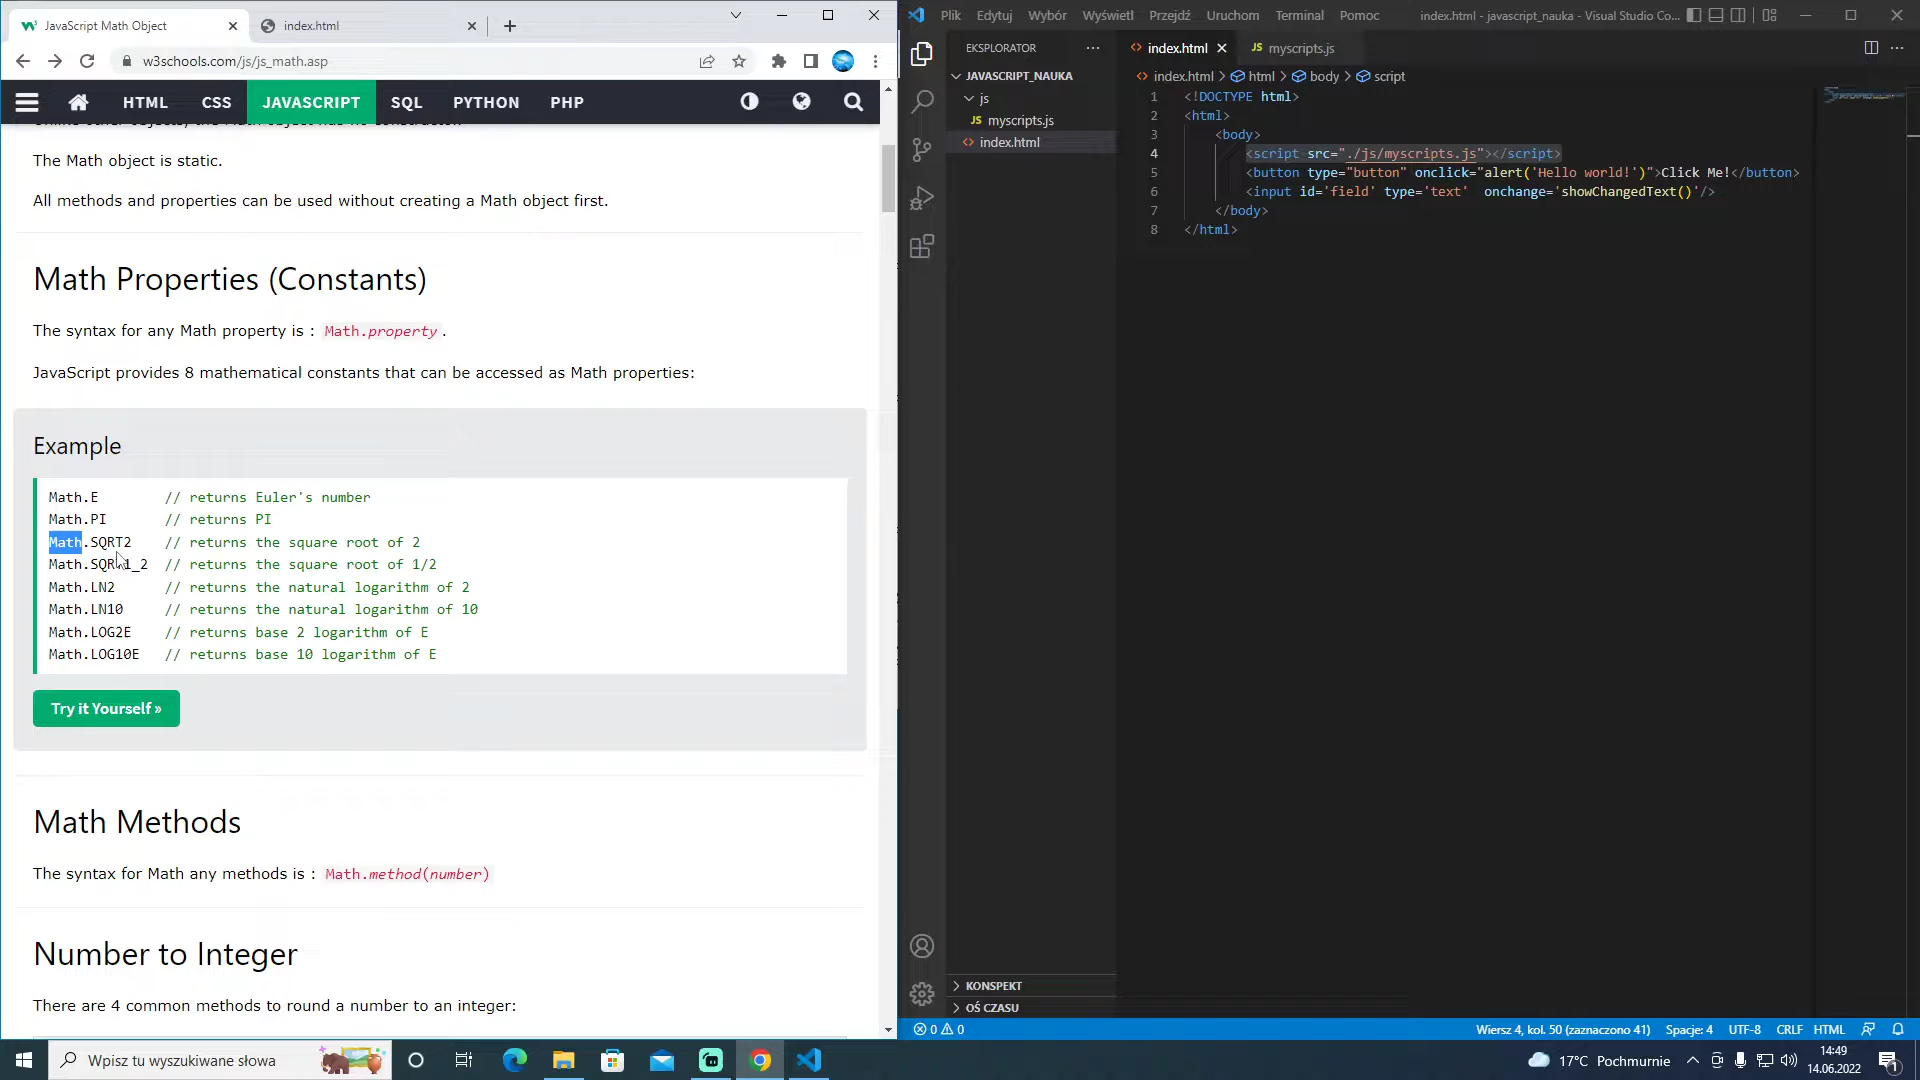 JavaScript Math Object
index.html
w3schools.com/js/js_math.asp
HTML CSS JAVASCRIPT SQL PYTHON PHP
The Math object is static.
All methods and properties can be used without creating a Math object first.
Math Properties (Constants)
The syntax for any Math property is : Math.property.
JavaScript provides 8 mathematical constants that can be accessed as Math properties:
Example
Math.E // returns Euler's number
Math.PI // returns PI
Math.SQRT2 // returns the square root of 2
Math.SQRT1_2 // returns the square root of 1/2
Math.LN2 // returns the natural logarithm of 2
Math.LN10 // returns the natural logarithm of 10
Math.LOG2E // returns base 2 logarithm of E
Math.LOG10E // returns base 10 logarithm of E
Try it Yourself »
Math Methods
The syntax for Math any methods is : Math.method(number)
Number to Integer
There are 4 common methods to round a number to an integer:
Plik Edytuj Wybór Wyświetl Przejdź Uruchom Terminal Pomoc
index.html - javascript_nauka - Visual Studio Co...
EKSPLORATOR
JAVASCRIPT_NAUKA
js
JS myscripts.js
index.html
index.html
JS myscripts.js
index.html > html > body > script
1 <!DOCTYPE html>
2 <html>
3 <body>
4 <script src="./js/myscripts.js"></script>
5 <button type="button" onclick="alert('Hello world!')">Click Me!</button>
6 <input id='field' type='text' onchange='showChangedText()'/>
7 </body>
8 </html>
KONSPEKT
OŚ CZASU
0 0
Wiersz 4, kol. 50 (zaznaczono 41) Spacje: 4 UTF-8 CRLF HTML
Wpisz tu wyszukiwane słowa
17°C Pochmurnie
14:49
14.06.2022
1